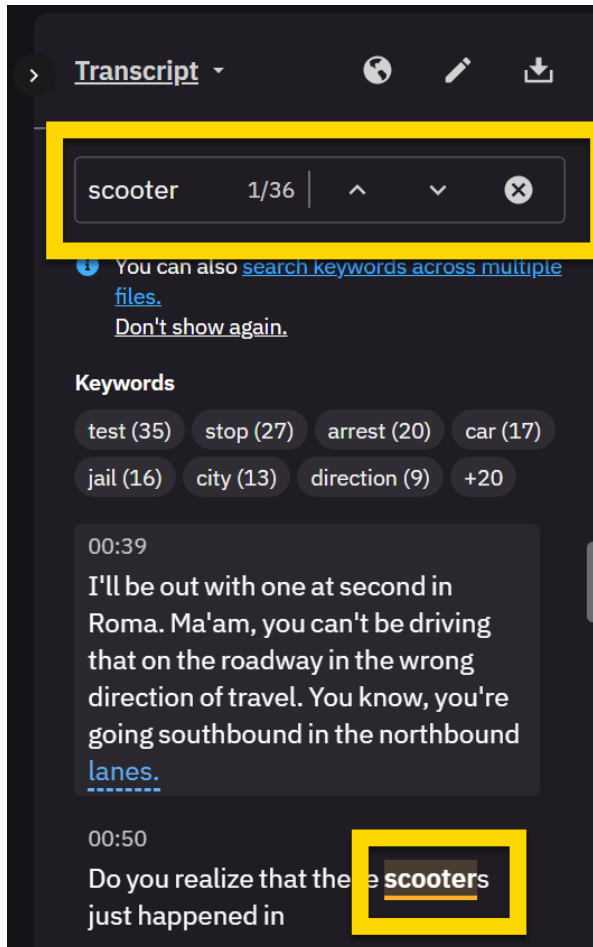 Transcript
scooter 1/36
You can also search keywords across multiple
files.
Don't show again.
Keywords
test (35) stop (27) arrest (20) car (17)
jail (16) city (13) direction (9) +20
00:39
I'll be out with one at second in
Roma. Ma'am, you can't be driving
that on the roadway in the wrong
direction of travel. You know, you're
going southbound in the northbound
lanes.
00:50
Do you realize that scooters
just happened in